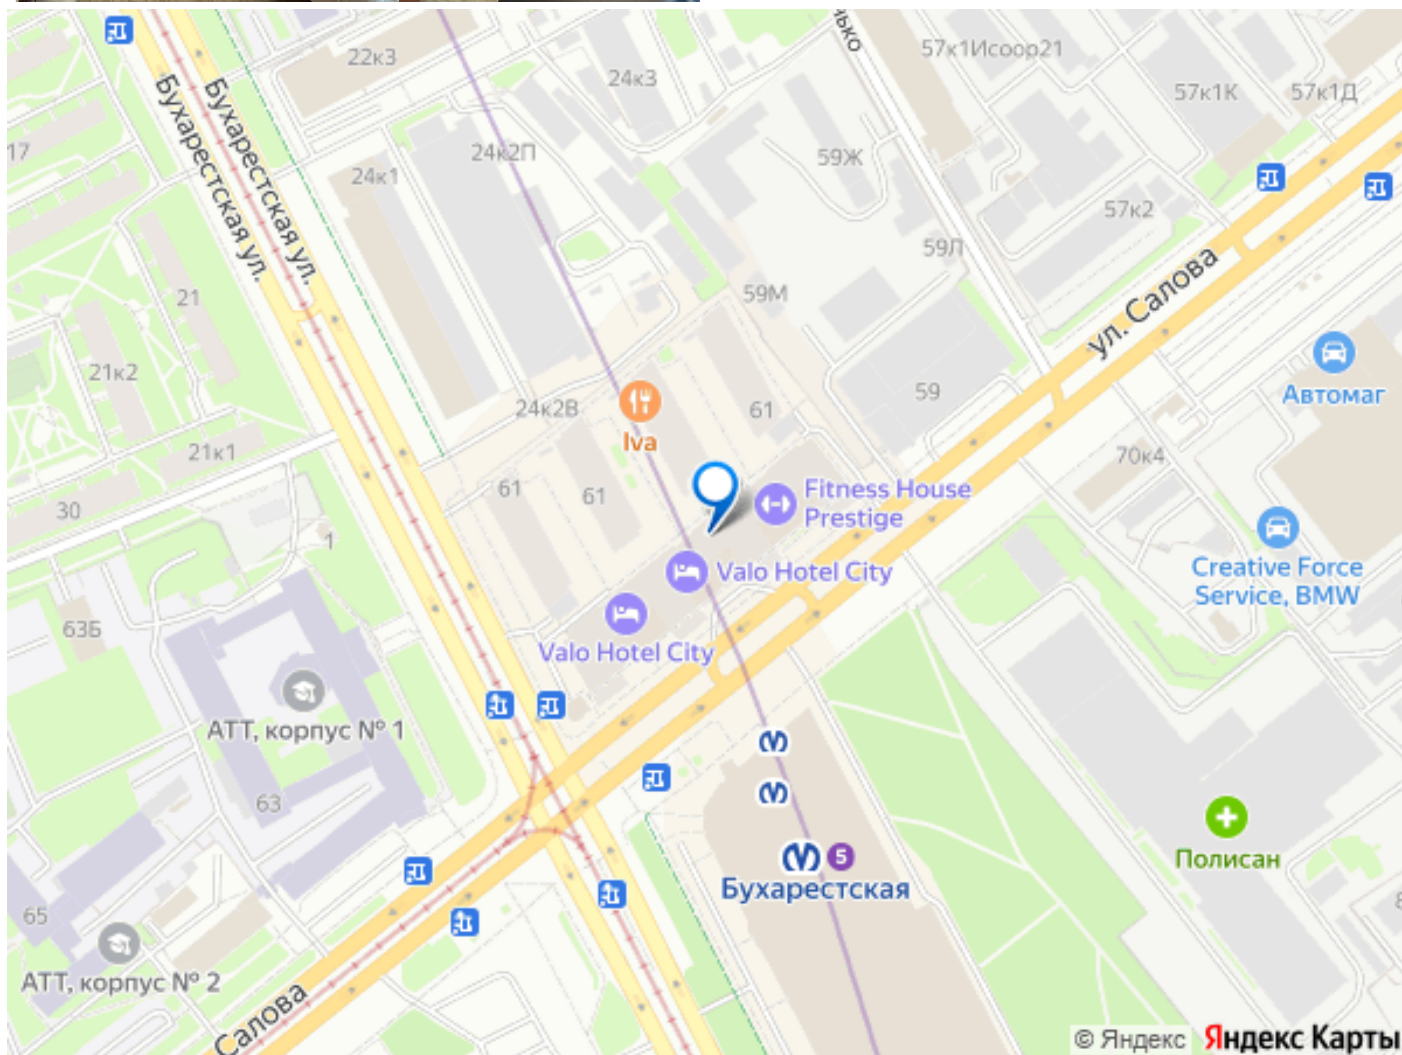 22к3
24к3
57к1Исоор21
57к1К
57к1Д
Бухарестская ул.
Бухарестская ул.
17
24к2П
59Ж
24к1
57к2
59Л
ул. Салова
21
59М
21к2
24к2В
Iva
61
59
Автомаг
21к1
70к4
30
61
61
Fitness House
Prestige
1
Valo Hotel City
Creative Force
Service, BMW
63Б
Valo Hotel City
АТТ, корпус № 1
63
5
Бухарестская
Полисан
65
АТТ, корпус № 2
Салова
© Яндекс Яндекс Карты